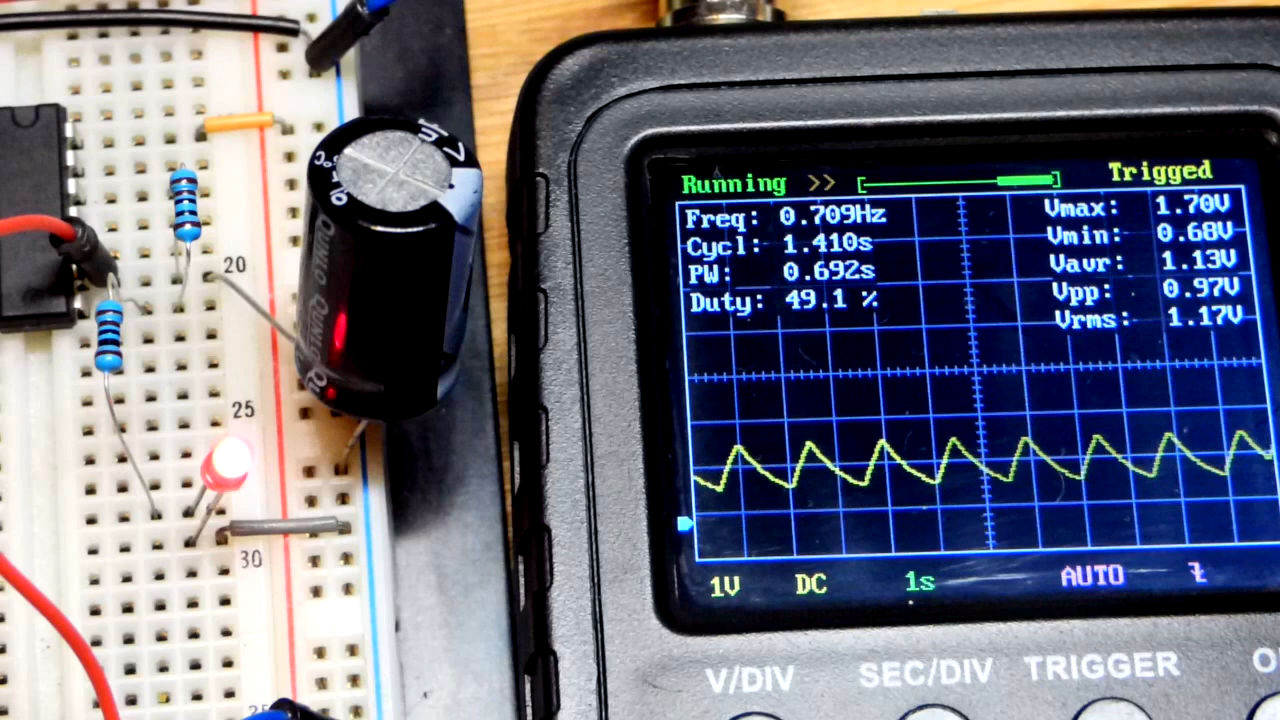 20
25
30
Running >> Trigged
Freq: 0.709Hz
Cycl: 1.410s
PW: 0.692s
Duty: 49.1 %
Vmax: 1.70V
Vmin: 0.68V
Vavr: 1.13V
Vpp: 0.97V
Vrms: 1.17V
1V DC 1s AUTO
V/DIV SEC/DIV TRIGGER